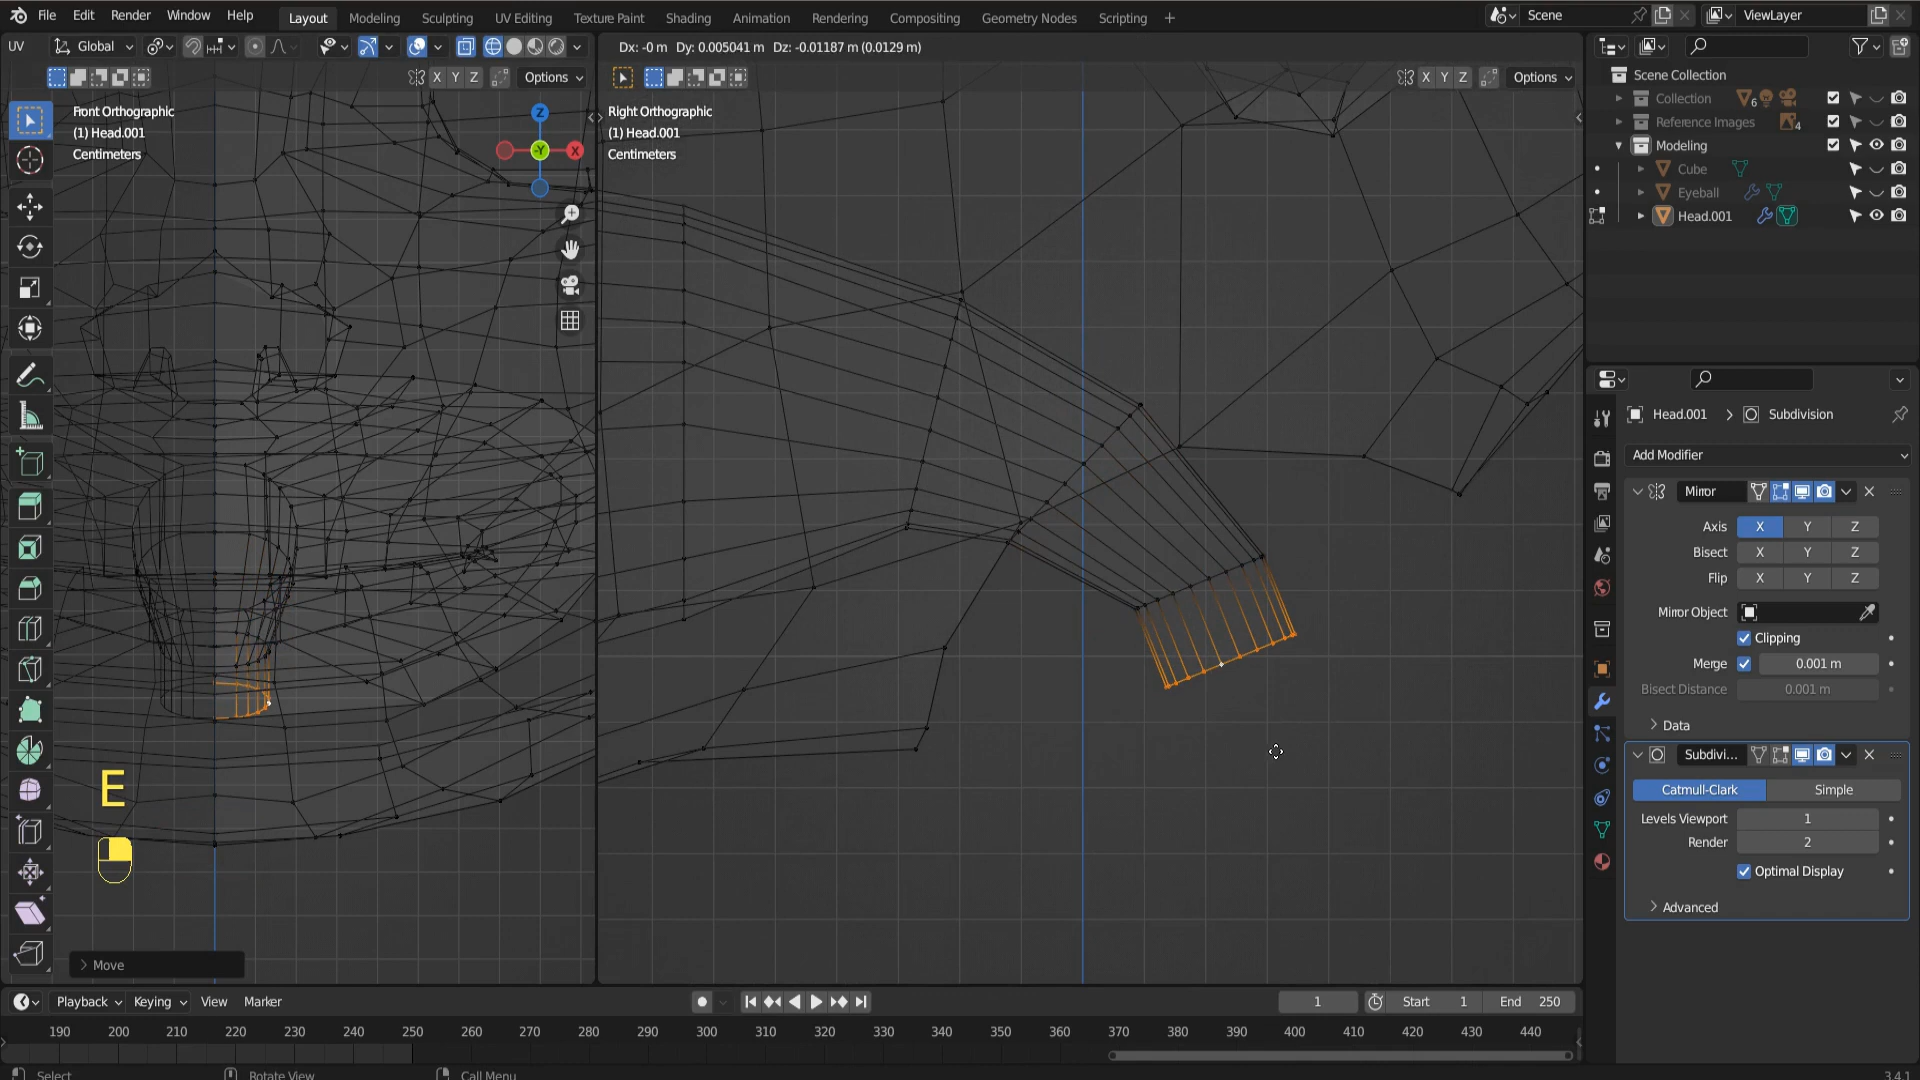 File Edit Render Window Help Layout Modeling Sculpting UV Editing Texture Paint Shading Animation Rendering Compositing Geometry Nodes Scripting + Scene ViewLayer
UV Global Dx: -0 m Dy: 0.005041 m Dz: -0.01187 m (0.0129 m)
X Y Z Options X Y Z Options
Front Orthographic
(1) Head.001
Centimeters
Z
-Y
X
Right Orthographic
(1) Head.001
Centimeters
E
Move
Scene Collection
Collection 6
Reference Images 4
Modeling
Cube
Eyeball
Head.001
Head.001 > Subdivision
Add Modifier
Mirror
Axis X Y Z
Bisect X Y Z
Flip X Y Z
Mirror Object
Clipping
Merge 0.001 m
Bisect Distance 0.001 m
Data
Subdivi...
Catmull-Clark Simple
Levels Viewport 1
Render 2
Optimal Display
Advanced
Playback Keying View Marker 1 Start 1 End 250
190 200 210 220 230 240 250 260 270 280 290 300 310 320 330 340 350 360 370 380 390 400 410 420 430 440
Select Rotate View Call Menu 3.4.1